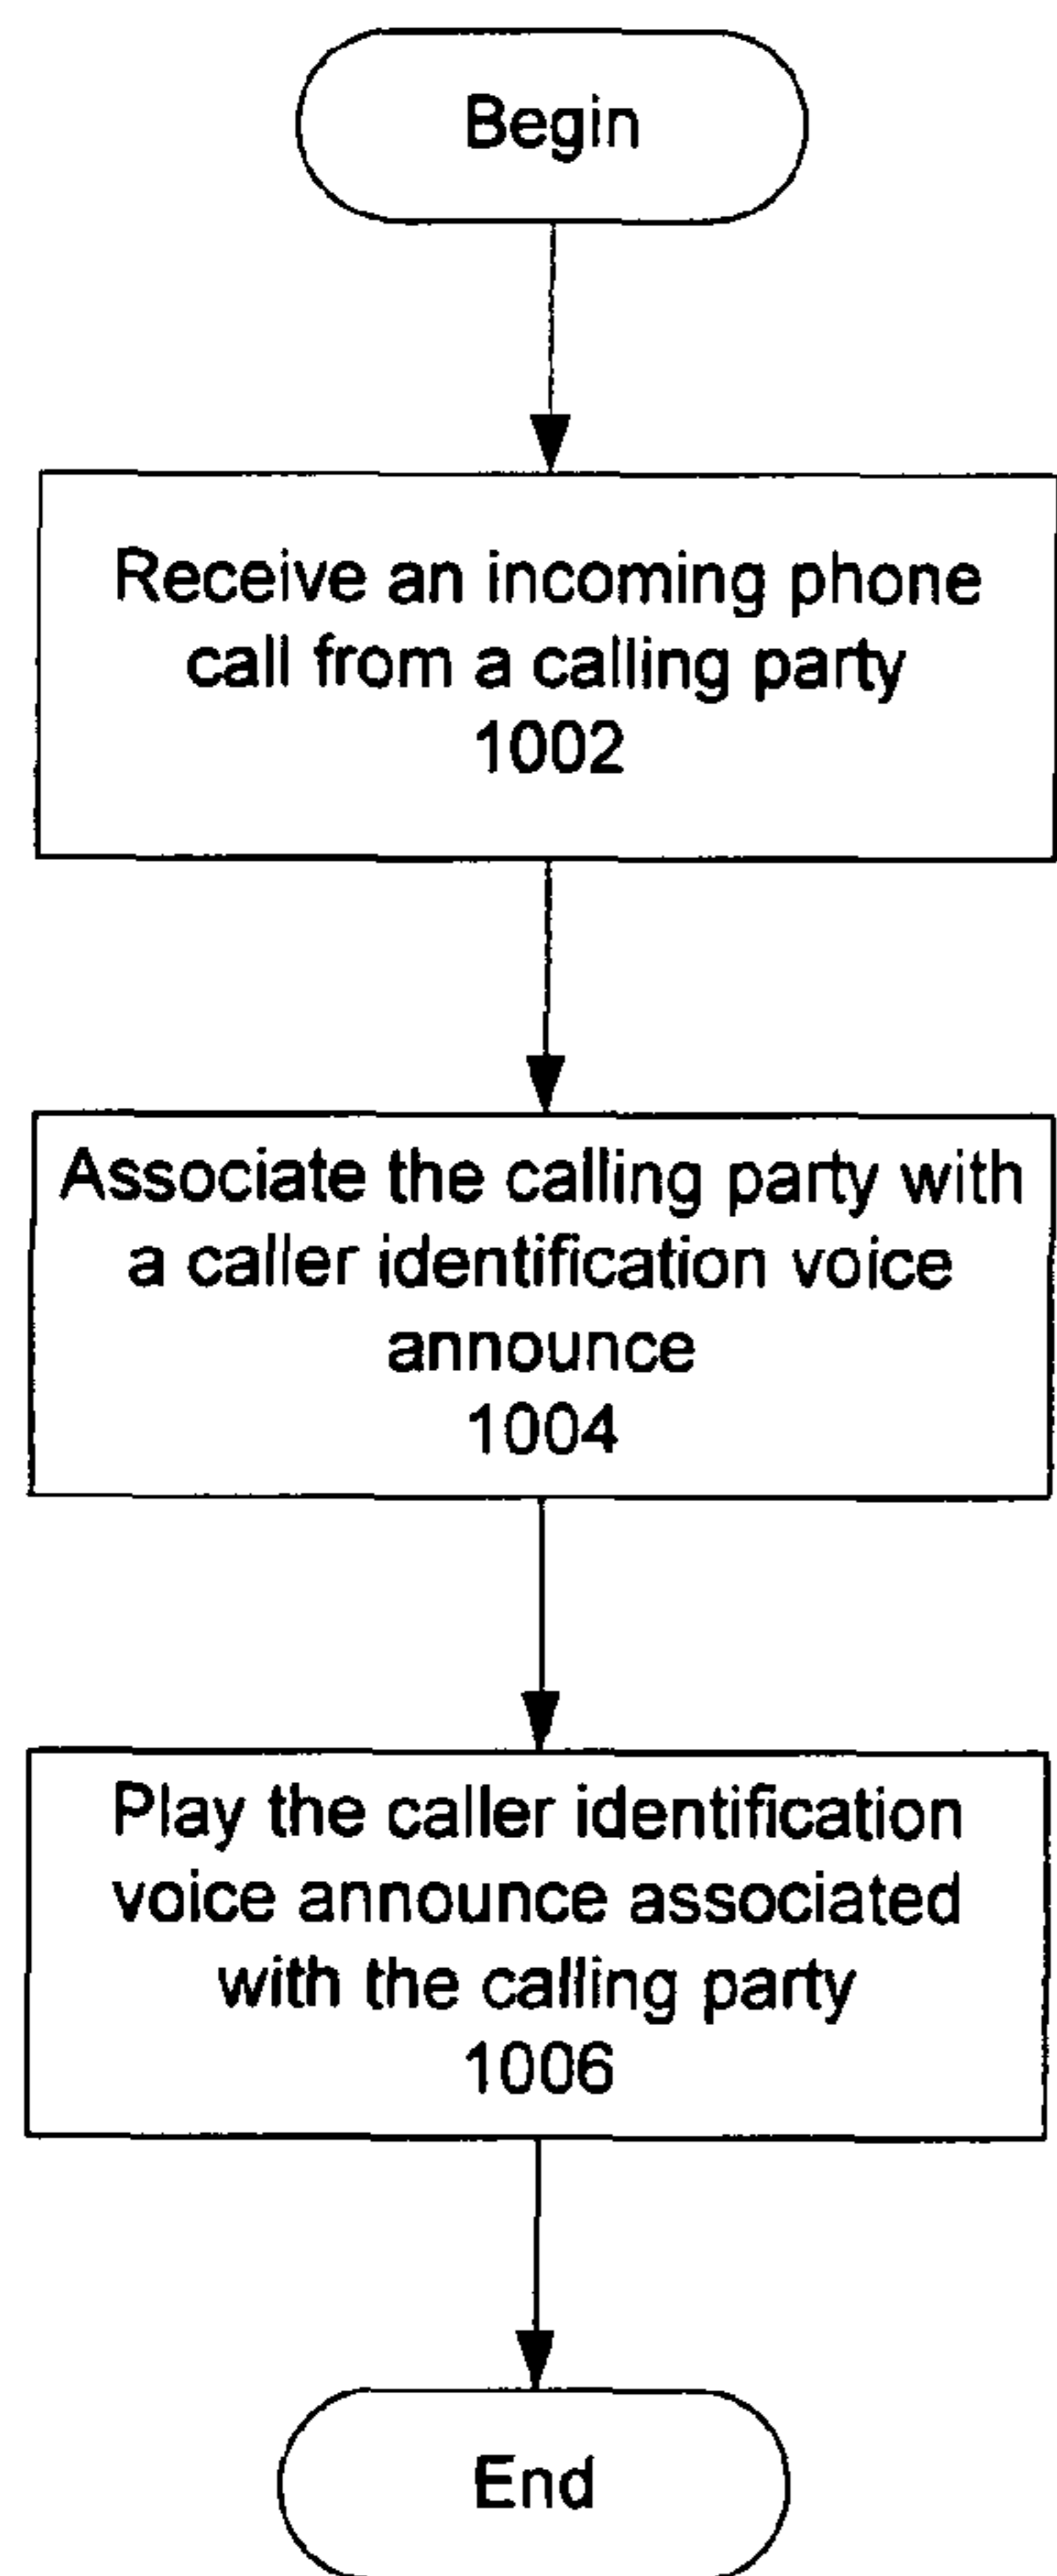 Begin
Receive an incoming phone
call from a calling party
1002
Associate the calling party with
a caller identification voice
announce
1004
Play the caller identification
voice announce associated
with the calling party
1006
End